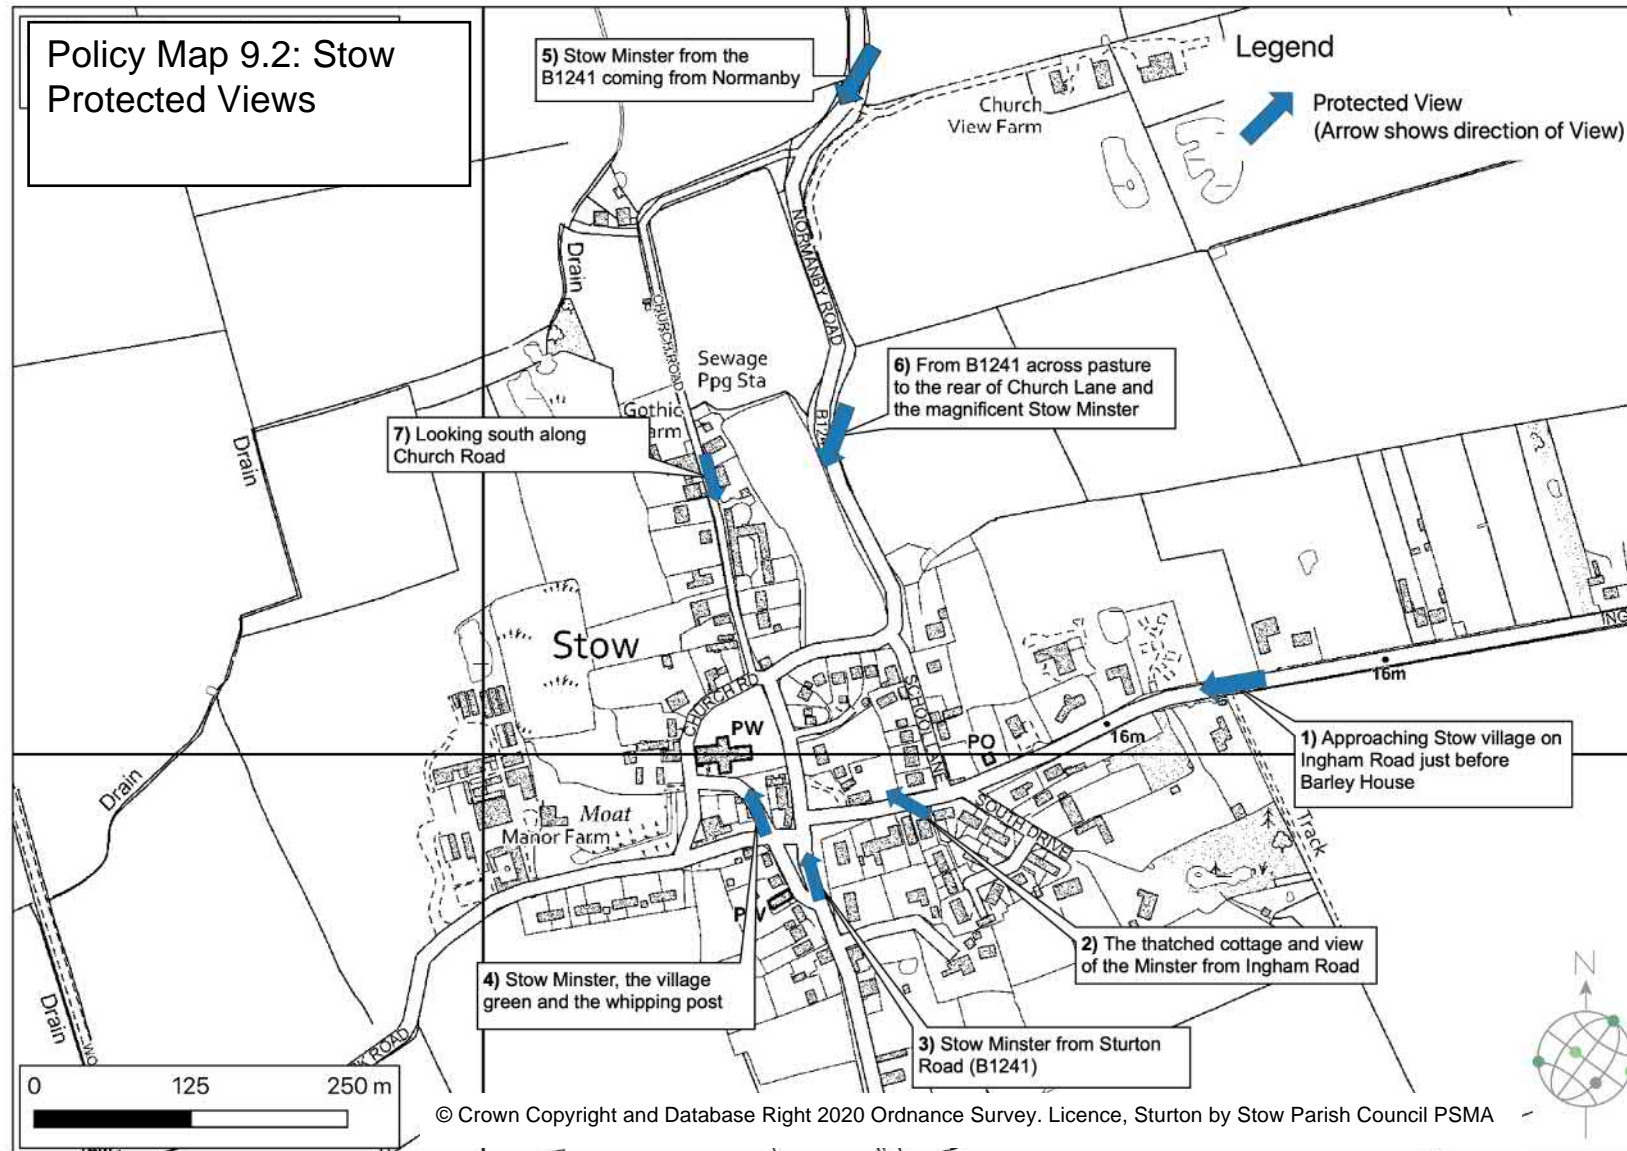 Policy Map 9.2: Stow
Protected Views
5) Stow Minster from the
B1241 coming from Normanby
Legend
Protected View
(Arrow shows direction of View)
Church
View Farm
Drain
NORMANBY ROAD
CHURCH ROAD
Sewage
Ppg Sta
6) From B1241 across pasture
to the rear of Church Lane and
the magnificent Stow Minster
Gothic
7) Looking south along
Church Road
Drain
Stow
CHURCH RD
SCHOOL LANE
16m
PW
PO
16m
1) Approaching Stow village on
Ingham Road just before
Barley House
Drain
Moat
Manor Farm
SOUTH DRIVE
Track
2) The thatched cottage and view
of the Minster from Ingham Road
4) Stow Minster, the village
green and the whipping post
3) Stow Minster from Sturton
Road (B1241)
Drain
ROAD
N
0 125 250 m
© Crown Copyright and Database Right 2020 Ordnance Survey. Licence, Sturton by Stow Parish Council PSMA